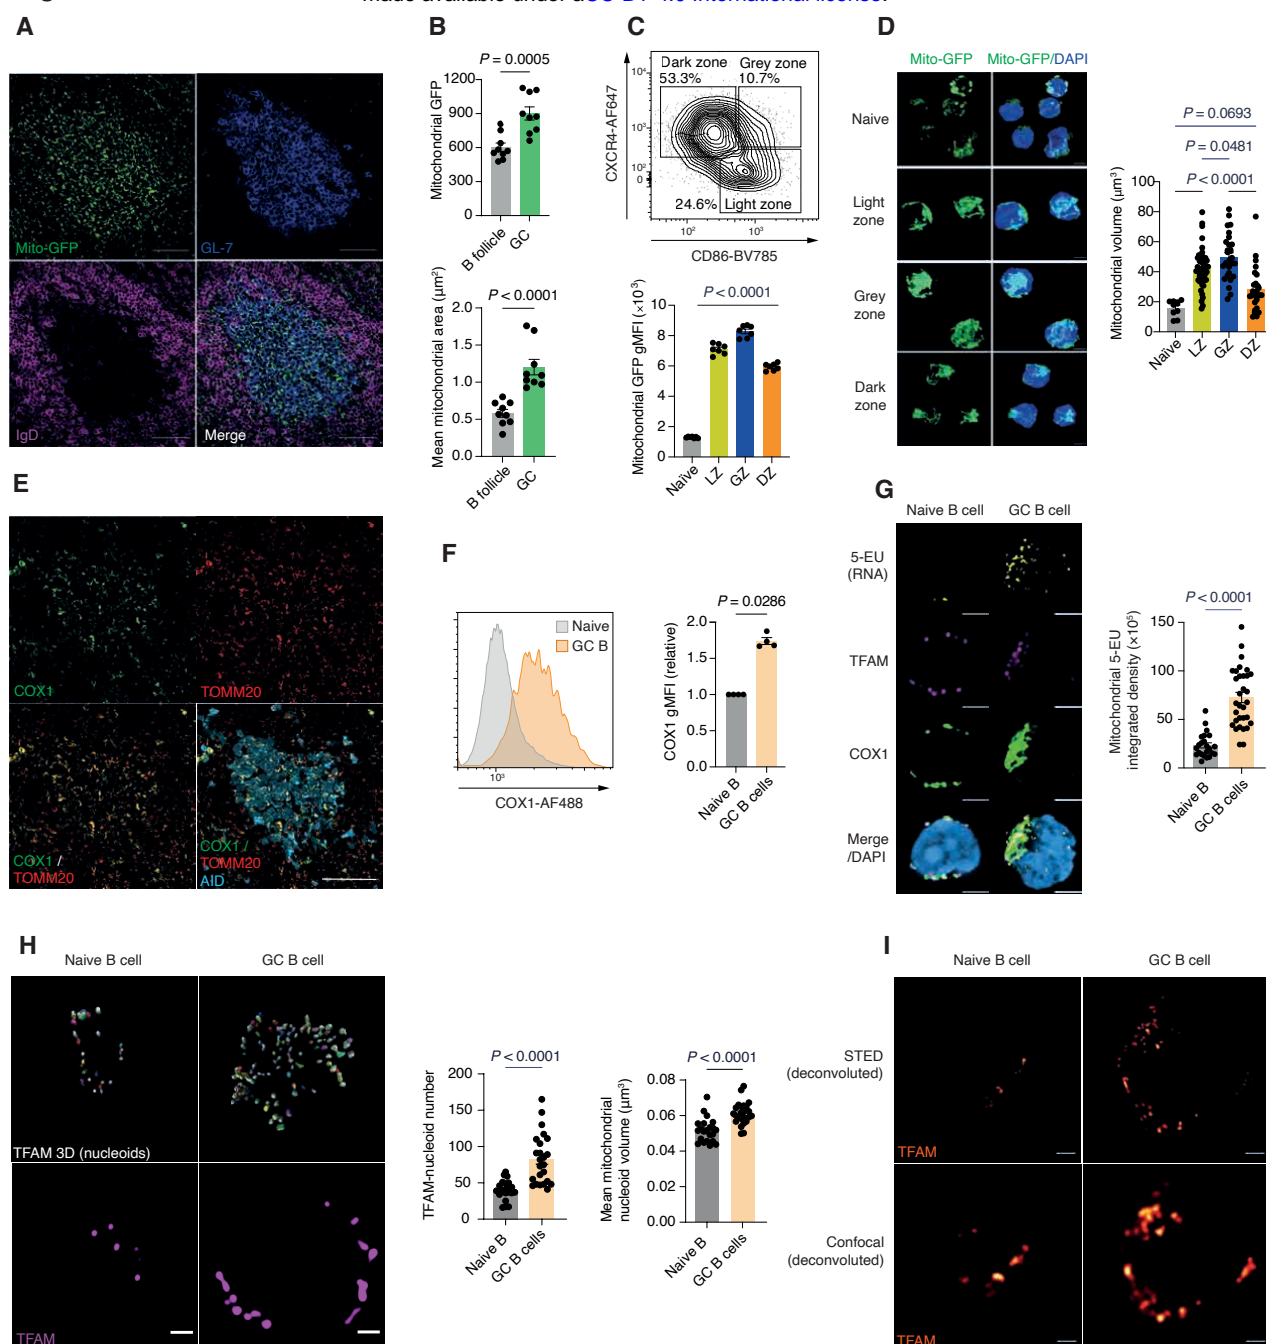 made available under aCC-BY 4.0 International license.
A
Mito-GFP
GL-7
IgD
Merge
B
P = 0.0005
Mitochondrial GFP
1200
900
600
300
0
B follicle
GC
P < 0.0001
Mean mitochondrial area (µm²)
2.0
1.5
1.0
0.5
0.0
B follicle
GC
C
Dark zone
53.3%
Grey zone
10.7%
24.6%
Light zone
CXCR4-AF647
10⁴
10³
10²
0
10²
10³
CD86-BV785
P < 0.0001
Mitochondrial GFP gMFI (×10³)
10
8
6
4
2
0
Naïve
LZ
GZ
DZ
D
Mito-GFP
Mito-GFP/DAPI
Naive
Light
zone
Grey
zone
Dark
zone
P = 0.0693
P = 0.0481
P < 0.0001
Mitochondrial volume (µm³)
100
80
60
40
20
0
Naïve
LZ
GZ
DZ
E
COX1
TOMM20
COX1 /
TOMM20
COX1 /
TOMM20
AID
F
Naive
GC B
10³
COX1-AF488
P = 0.0286
COX1 gMFI (relative)
2.0
1.5
1.0
0.5
0.0
Naive B
GC B cells
G
Naive B cell
GC B cell
5-EU
(RNA)
TFAM
COX1
Merge
/DAPI
P < 0.0001
Mitochondrial 5-EU
integrated density (×10⁵)
150
100
50
0
Naive B
GC B cells
H
Naive B cell
GC B cell
TFAM 3D (nucleoids)
TFAM
P < 0.0001
TFAM-nucleoid number
200
150
100
50
0
Naive B
GC B cells
P < 0.0001
Mean mitochondrial
nucleoid volume (µm³)
0.08
0.06
0.04
0.02
0.00
Naive B
GC B cells
I
Naive B cell
GC B cell
STED
(deconvoluted)
TFAM
TFAM
Confocal
(deconvoluted)
TFAM
TFAM